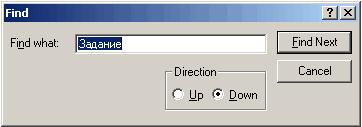 Find
Find what: Задание Find Next
Direction Cancel
Up Down